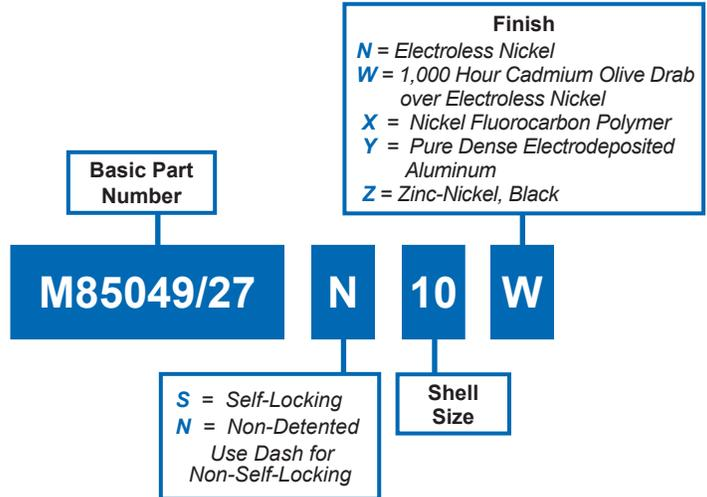 Finish
N = Electroless Nickel
W = 1,000 Hour Cadmium Olive Drab
over Electroless Nickel
X = Nickel Fluorocarbon Polymer
Y = Pure Dense Electrodeposited
Aluminum
Z = Zinc-Nickel, Black
Basic Part
Number
M85049/27 N 10 W
S = Self-Locking
N = Non-Detented
Use Dash for
Non-Self-Locking
Shell
Size